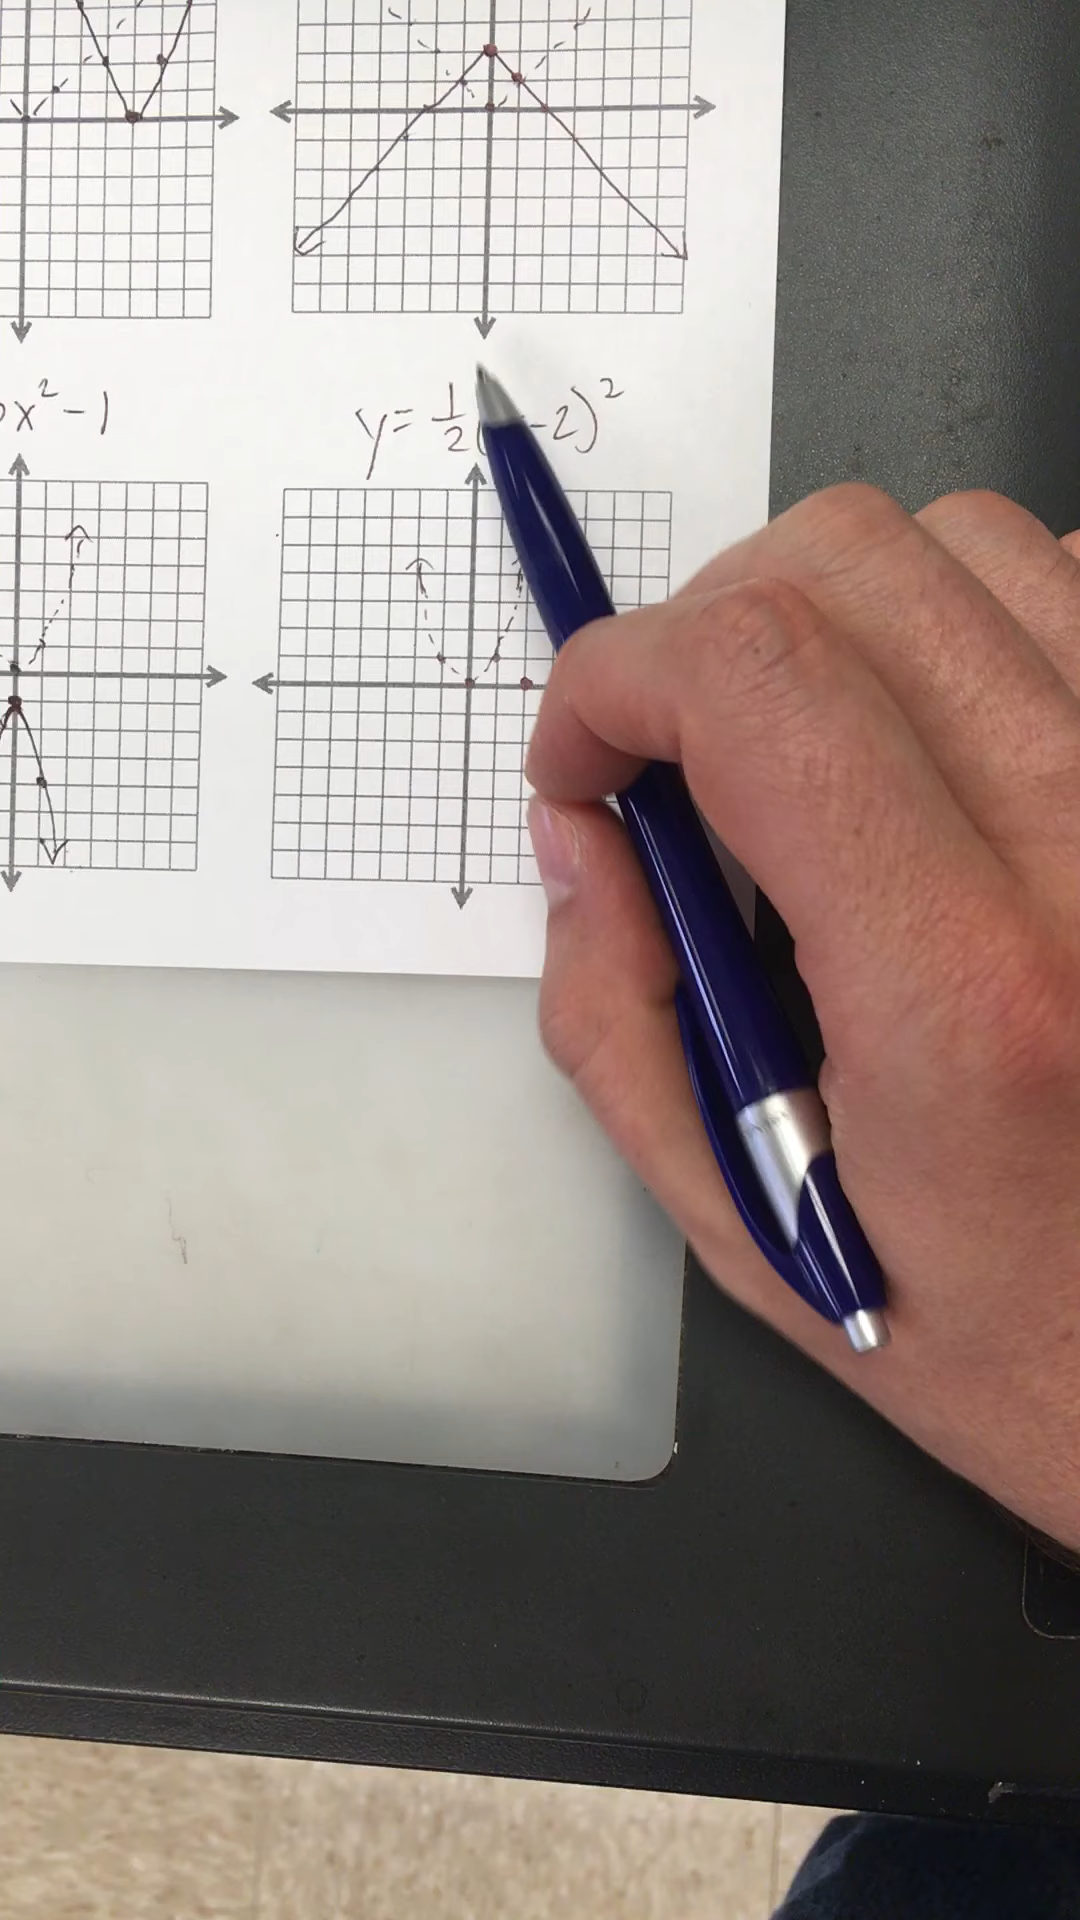 x² - 1
y = 1/2( -2)²